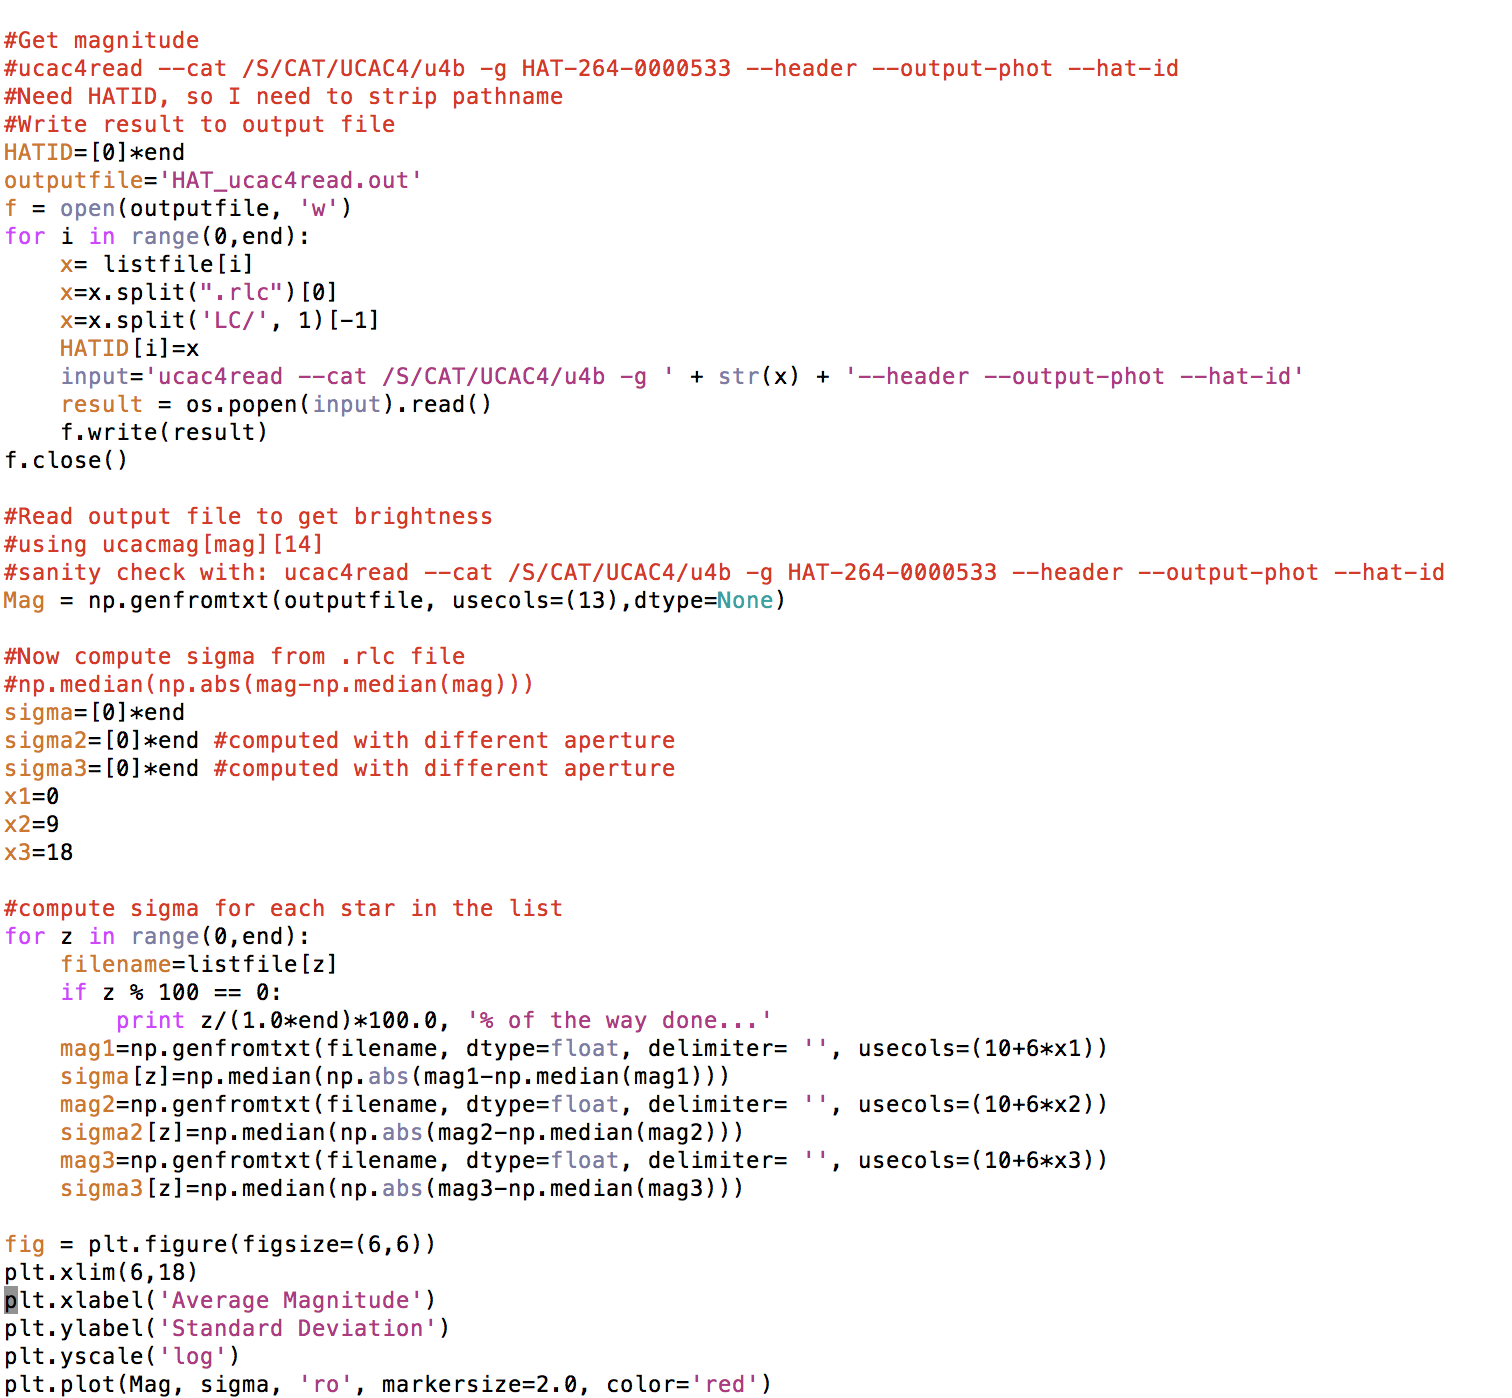 #Get magnitude
#ucac4read --cat /S/CAT/UCAC4/u4b -g HAT-264-0000533 --header --output-phot --hat-id
#Need HATID, so I need to strip pathname
#Write result to output file
HATID=[0]*end
outputfile='HAT_ucac4read.out'
f = open(outputfile, 'w')
for i in range(0,end):
    x= listfile[i]
    x=x.split(".rlc")[0]
    x=x.split('LC/', 1)[-1]
    HATID[i]=x
    input='ucac4read --cat /S/CAT/UCAC4/u4b -g ' + str(x) + '--header --output-phot --hat-id'
    result = os.popen(input).read()
    f.write(result)
f.close()

#Read output file to get brightness
#using ucacmag[mag][14]
#sanity check with: ucac4read --cat /S/CAT/UCAC4/u4b -g HAT-264-0000533 --header --output-phot --hat-id
Mag = np.genfromtxt(outputfile, usecols=(13),dtype=None)

#Now compute sigma from .rlc file
#np.median(np.abs(mag-np.median(mag)))
sigma=[0]*end
sigma2=[0]*end #computed with different aperture
sigma3=[0]*end #computed with different aperture
x1=0
x2=9
x3=18

#compute sigma for each star in the list
for z in range(0,end):
    filename=listfile[z]
    if z % 100 == 0:
        print z/(1.0*end)*100.0, '% of the way done...'
    mag1=np.genfromtxt(filename, dtype=float, delimiter= '', usecols=(10+6*x1))
    sigma[z]=np.median(np.abs(mag1-np.median(mag1)))
    mag2=np.genfromtxt(filename, dtype=float, delimiter= '', usecols=(10+6*x2))
    sigma2[z]=np.median(np.abs(mag2-np.median(mag2)))
    mag3=np.genfromtxt(filename, dtype=float, delimiter= '', usecols=(10+6*x3))
    sigma3[z]=np.median(np.abs(mag3-np.median(mag3)))

fig = plt.figure(figsize=(6,6))
plt.xlim(6,18)
plt.xlabel('Average Magnitude')
plt.ylabel('Standard Deviation')
plt.yscale('log')
plt.plot(Mag, sigma, 'ro', markersize=2.0, color='red')